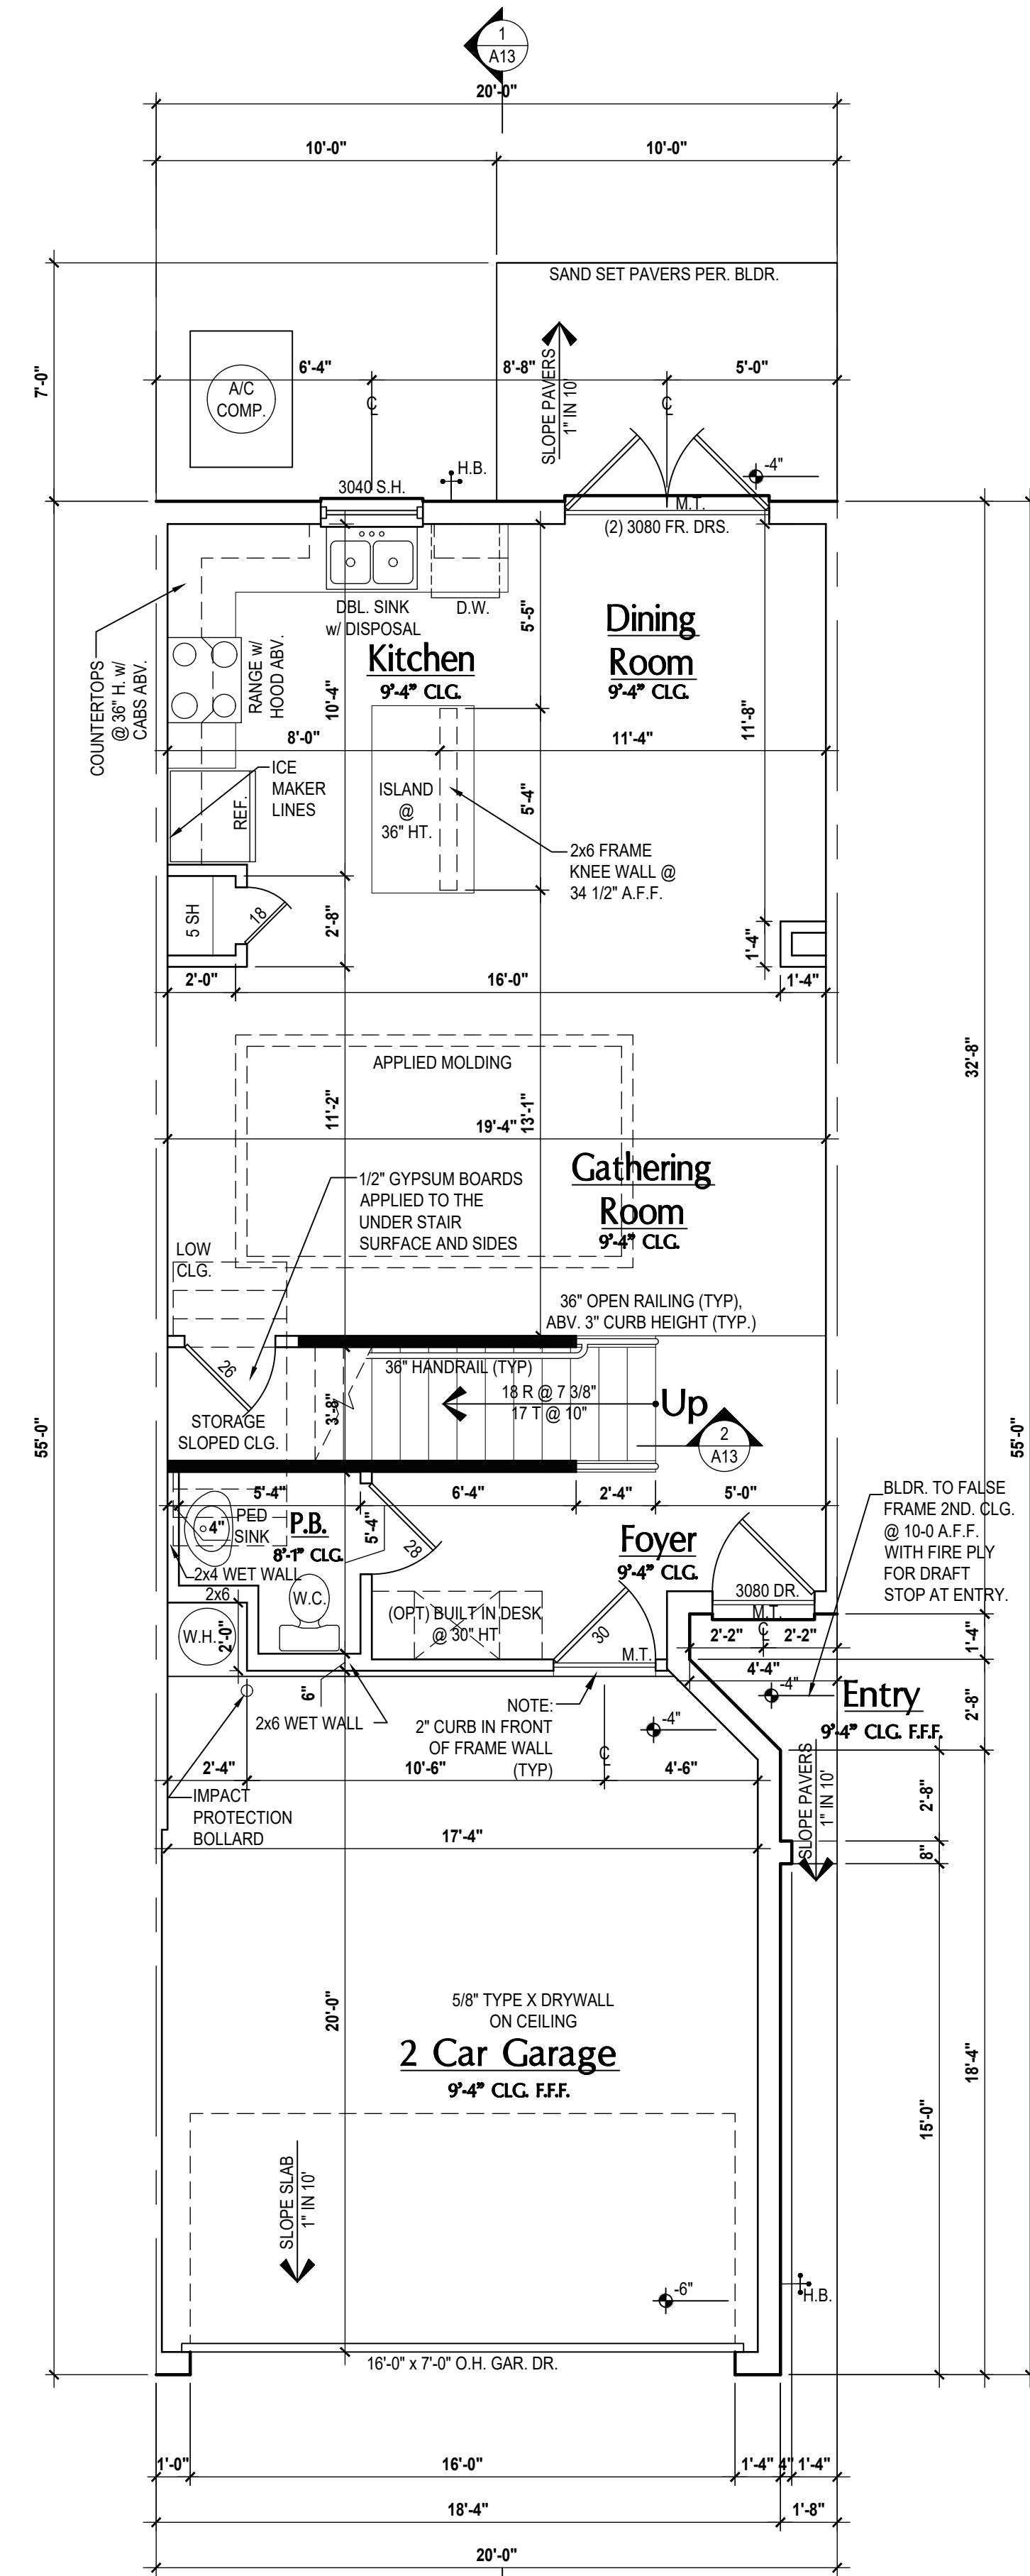 1
A13
20'-0"
10'-0"
10'-0"
SAND SET PAVERS PER. BLDR.
7'-0"
6'-4"
8'-8"
5'-0"
A/C
COMP.
SLOPE PAVERS
1" IN 10'
℄
℄
H.B.
-4"
3040 S.H.
M.T.
(2) 3080 FR. DRS.
DBL. SINK
w/ DISPOSAL
D.W.
5'-5"
Dining
Room
9'-4" CLG.
Kitchen
9'-4" CLG.
COUNTERTOPS
@ 36" H. w/
CABS ABV.
RANGE w/
HOOD ABV.
10'-4"
11'-8"
8'-0"
11'-4"
ICE
MAKER
LINES
REF.
ISLAND
@
36" HT.
5'-4"
2x6 FRAME
KNEE WALL @
34 1/2" A.F.F.
5 SH
18
2'-8"
1'-4"
2'-0"
16'-0"
1'-4"
32'-8"
APPLIED MOLDING
11'-2"
13'-1"
19'-4"
Gathering
Room
9'-4" CLG.
1/2" GYPSUM BOARDS
APPLIED TO THE
UNDER STAIR
SURFACE AND SIDES
LOW
CLG.
36" OPEN RAILING (TYP),
ABV. 3" CURB HEIGHT (TYP.)
26
36" HANDRAIL (TYP)
3'-8"
18 R @ 7 3/8"
17 T @ 10"
Up
STORAGE
SLOPED CLG.
2
A13
55'-0"
55'-0"
5'-4"
6'-4"
2'-4"
5'-0"
BLDR. TO FALSE
FRAME 2ND. CLG.
@ 10-0 A.F.F.
WITH FIRE PLY
FOR DRAFT
STOP AT ENTRY.
4"
PED
SINK
P.B.
8'-1" CLG.
5'-4"
28
Foyer
9'-4" CLG.
2x4 WET WALL
2x6
W.C.
3080 DR.
M.T.
(OPT) BUILT IN DESK
@ 30" HT
30
M.T.
W.H.
2'-0"
℄
2'-2"
2'-2"
1'-4"
4'-4"
6"
2x6 WET WALL
NOTE:
2" CURB IN FRONT
OF FRAME WALL
(TYP)
-4"
-4"
Entry
9'-4" CLG. F.F.F.
2'-8"
℄
2'-4"
10'-6"
4'-6"
IMPACT
PROTECTION
BOLLARD
SLOPE PAVERS
1" IN 10'
2'-8"
8"
17'-4"
20'-0"
5/8" TYPE X DRYWALL
ON CEILING
2 Car Garage
9'-4" CLG. F.F.F.
18'-4"
15'-0"
SLOPE SLAB
1" IN 10'
-6"
H.B.
16'-0" x 7'-0" O.H. GAR. DR.
1'-0"
16'-0"
1'-4"
4"
1'-4"
18'-4"
1'-8"
20'-0"